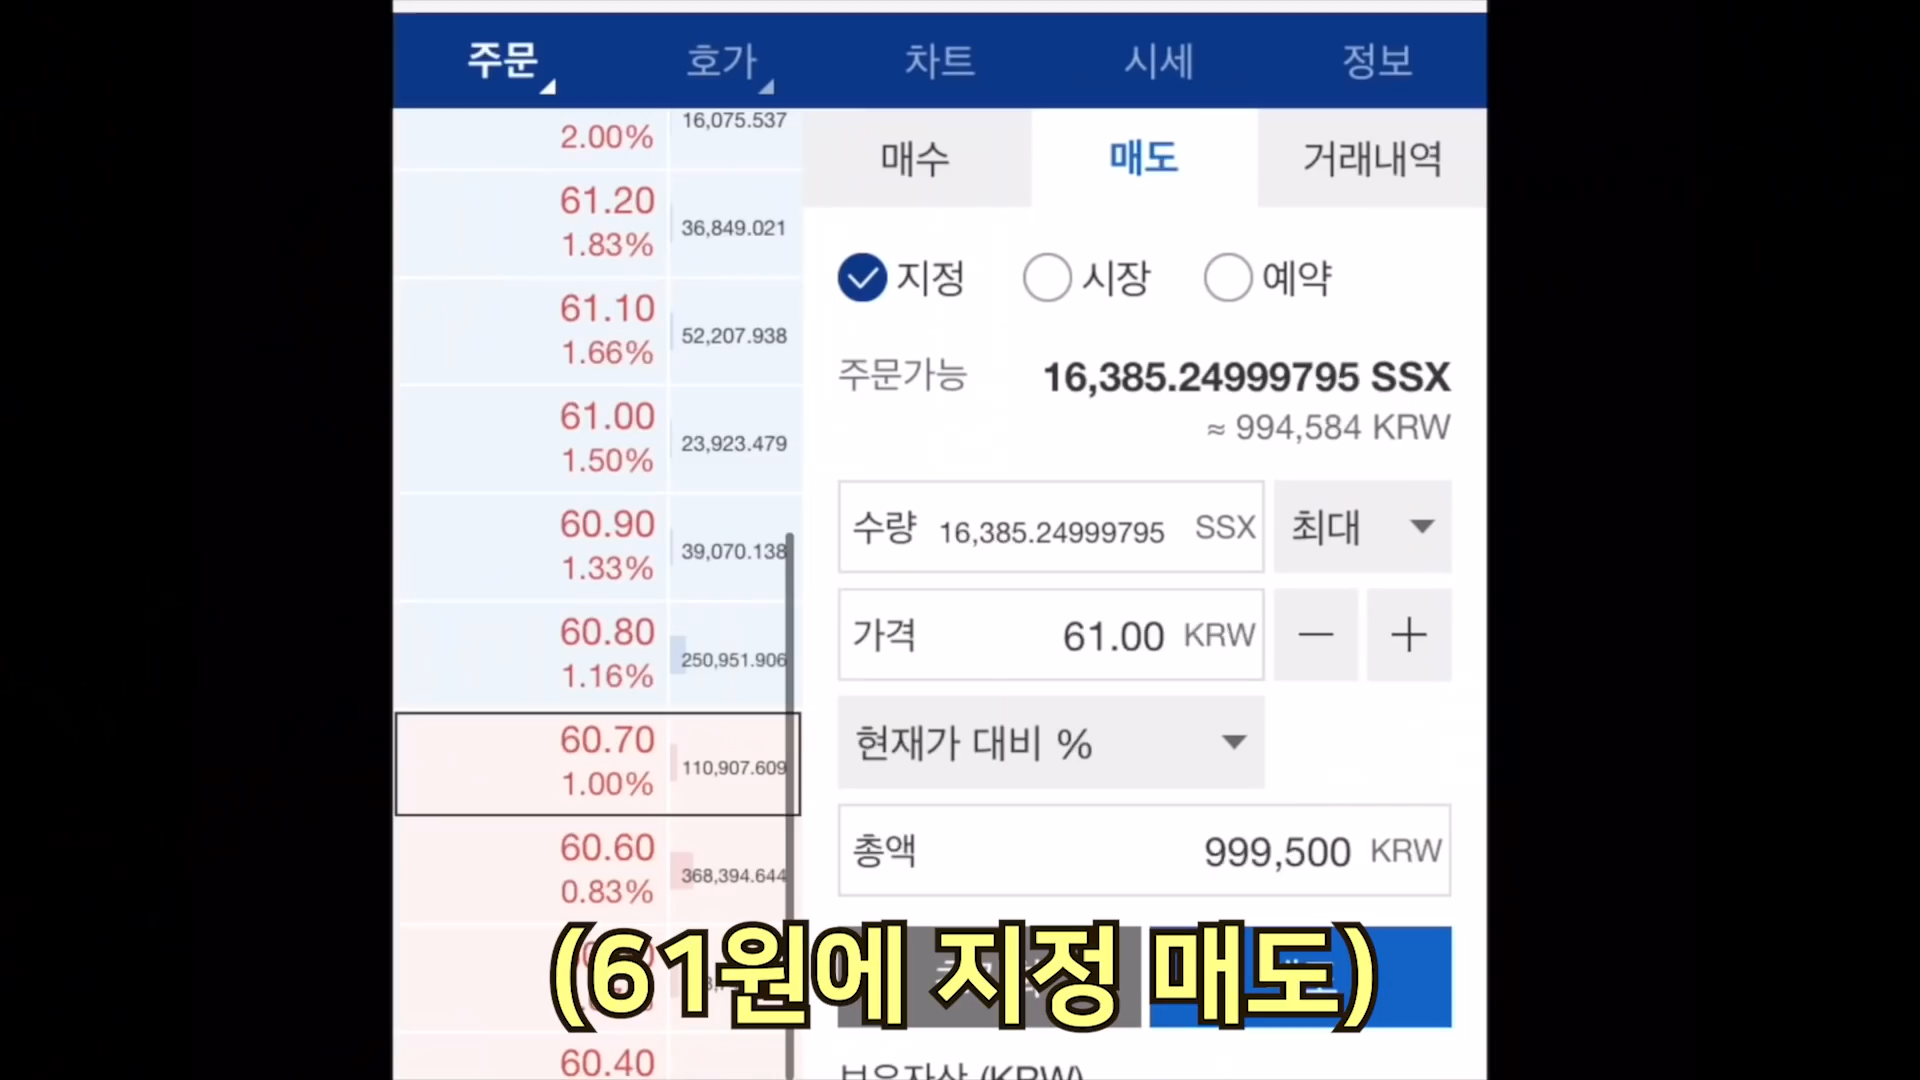 주문 호가 차트 시세 정보
2.00% 16,075.537
61.20 36,849.021
1.83%
61.10 52,207.938
1.66%
61.00 23,923.479
1.50%
60.90 39,070.138
1.33%
60.80 250,951.906
1.16%
60.70 110,907.609
1.00%
60.60 368,394.644
0.83%
60.40
매수 매도 거래내역
지정 시장 예약
주문가능 16,385.24999795 SSX
≈ 994,584 KRW
수량 16,385.24999795 SSX 최대
가격 61.00 KRW − +
현재가 대비 %
총액 999,500 KRW
(61원에 지정 매도)
보유자산 (KRW)